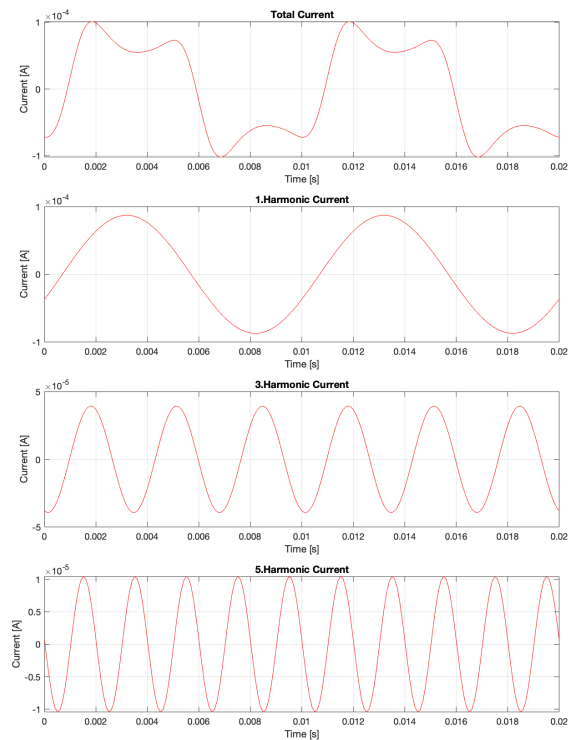 Total Current
×10⁻⁴
1
0
-1
Current [A]
0 0.002 0.004 0.006 0.008 0.01 0.012 0.014 0.016 0.018 0.02
Time [s]
1.Harmonic Current
×10⁻⁴
1
0
-1
Current [A]
0 0.002 0.004 0.006 0.008 0.01 0.012 0.014 0.016 0.018 0.02
Time [s]
3.Harmonic Current
×10⁻⁵
5
0
-5
Current [A]
0 0.002 0.004 0.006 0.008 0.01 0.012 0.014 0.016 0.018 0.02
Time [s]
5.Harmonic Current
×10⁻⁵
1
0.5
0
-0.5
-1
Current [A]
0 0.002 0.004 0.006 0.008 0.01 0.012 0.014 0.016 0.018 0.02
Time [s]